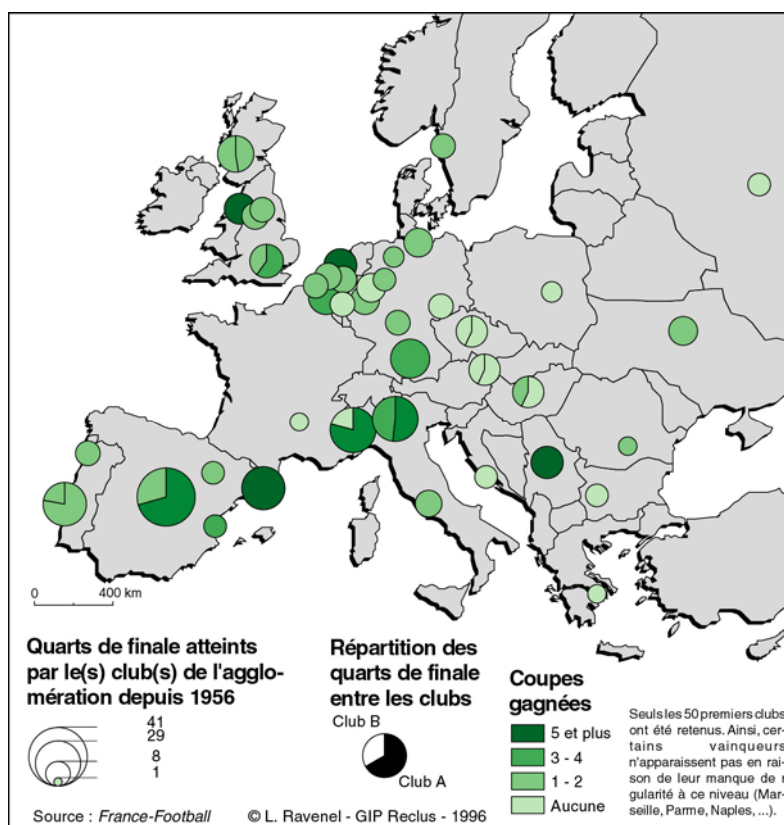 0 400 km
Quarts de finale atteints
par le(s) club(s) de l'agglo-
mération depuis 1956
41
29
8
1
Répartition des
quarts de finale
entre les clubs
Club B
Club A
Coupes
gagnées
5 et plus
3 - 4
1 - 2
Aucune
Seuls les 50 premiers clubs
ont été retenus. Ainsi, cer-
tains vainqueurs
n'apparaissent pas en rai-
son de leur manque de r
gularité à ce niveau (Mar-
seille, Parme, Naples, ...).
Source : France-Football © L. Ravenel - GIP Reclus - 1996